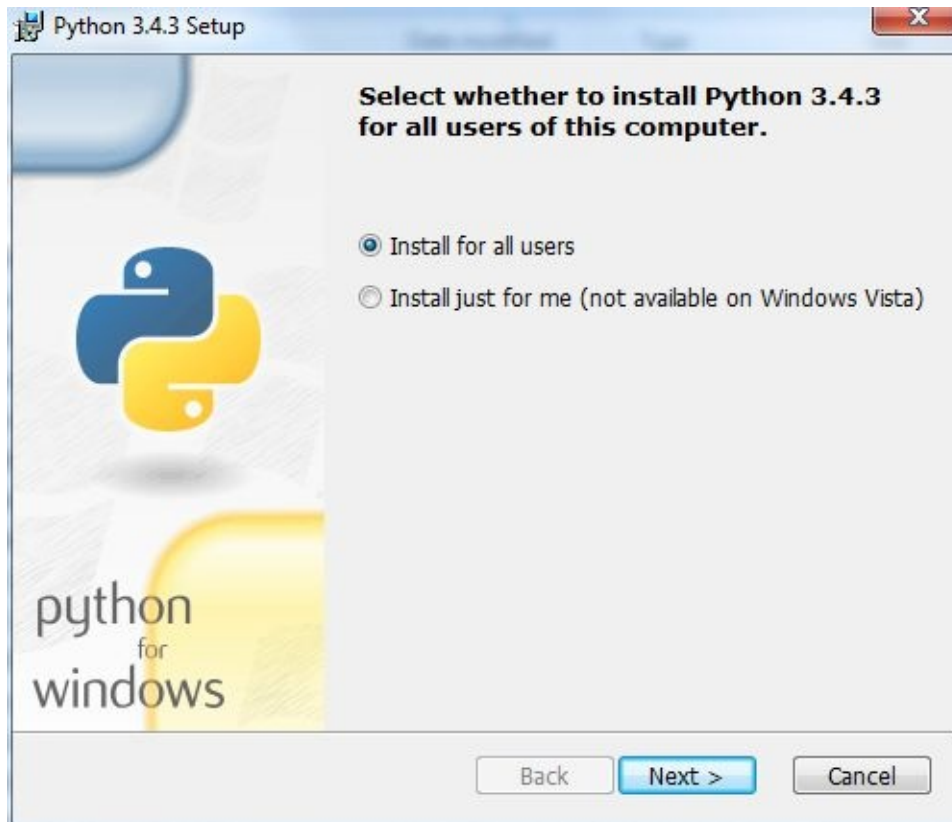 Python 3.4.3 Setup
Select whether to install Python 3.4.3
for all users of this computer.
Install for all users
Install just for me (not available on Windows Vista)
python
for
windows
Back
Next >
Cancel